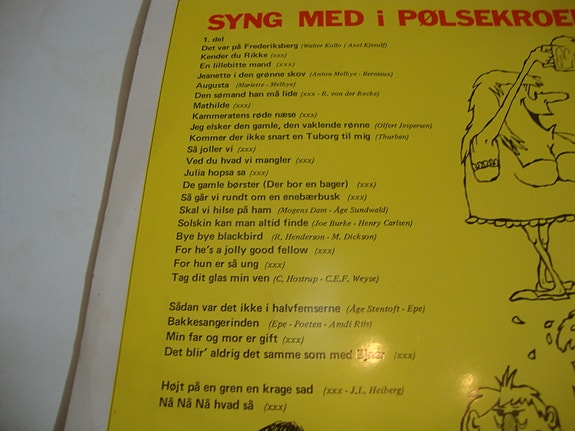 SYNG MED i PØLSEKROE
1. del
Det var på Frederiksberg (Walter Kollo / Axel Kjerulf)
Kender du Rikke (xxx)
En lillebitte mand (xxx)
Jeanette i den grønne skov (Anton Melbye - Berniaux)
Augusta (Mariette - Melbye)
Den sømand han må lide (xxx - R. von der Recke)
Mathilde (xxx)
Kammeratens røde næse (xxx)
Jeg elsker den gamle, den vaklende rønne (Olfert Jespersen)
Kommer der ikke snart en Tuborg til mig (Thurban)
Så joller vi (xxx)
Ved du hvad vi mangler (xxx)
Julia hopsa sa (xxx)
De gamle børster (Der bor en bager) (xxx)
Så går vi rundt om en enebærbusk (xxx)
Skal vi hilse på ham (Mogens Dam - Åge Sundwald)
Solskin kan man altid finde (Joe Burke - Henry Carlsen)
Bye bye blackbird (R. Henderson - M. Dickson)
For he's a jolly good fellow (xxx)
For hun er så ung (xxx)
Tag dit glas min ven (C. Hostrup - C.E.F. Weyse)
Sådan var det ikke i halvfemserne (Åge Stentoft - Epe)
Bakkesangerinden (Epe - Poeten - Amdi Riis)
Min far og mor er gift (xxx)
Det blir' aldrig det samme som med Ejnar (xxx)
Højt på en gren en krage sad (xxx - J.L. Heiberg)
Nå Nå Nå hvad så (xxx)